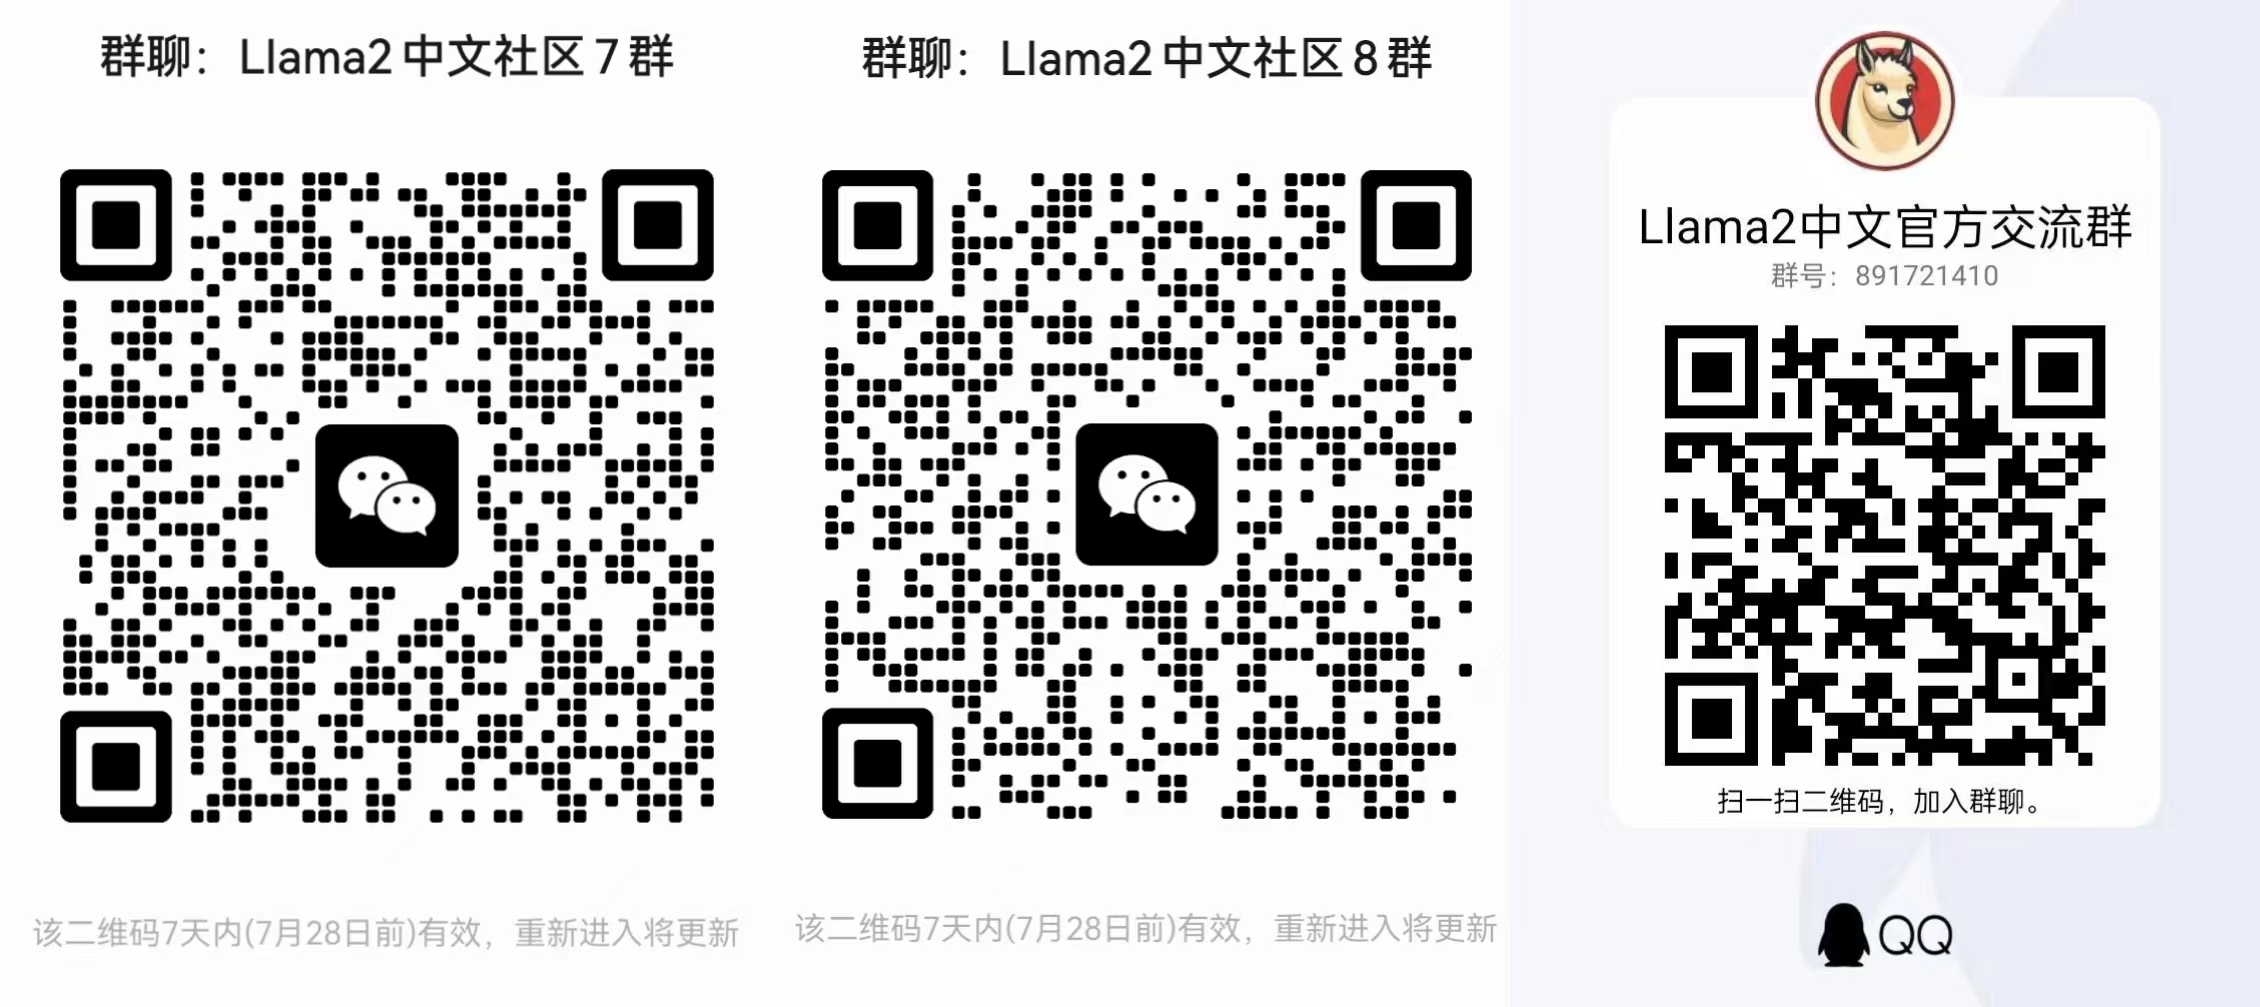 群聊：Llama2 中文社区 7 群
该二维码7天内(7月28日前)有效，重新进入将更新
群聊：Llama2 中文社区 8 群
该二维码7天内(7月28日前)有效，重新进入将更新
Llama2中文官方交流群
群号：891721410
扫一扫二维码，加入群聊。
QQ